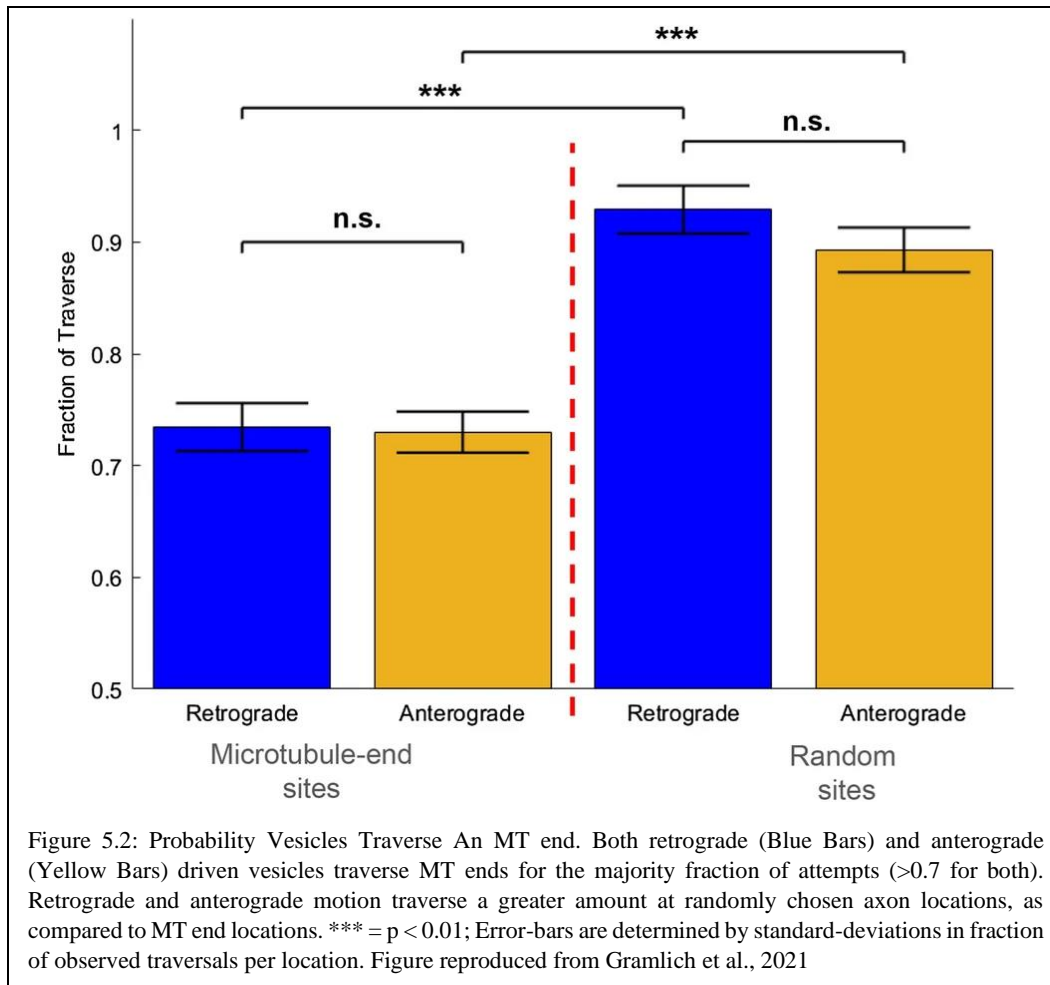 ***
***
n.s.
n.s.
1
0.9
0.8
0.7
0.6
0.5
Fraction of Traverse
Retrograde Anterograde Retrograde Anterograde
Microtubule-end Random
sites sites
Figure 5.2: Probability Vesicles Traverse An MT end. Both retrograde (Blue Bars) and anterograde
(Yellow Bars) driven vesicles traverse MT ends for the majority fraction of attempts (>0.7 for both).
Retrograde and anterograde motion traverse a greater amount at randomly chosen axon locations, as
compared to MT end locations. *** = p < 0.01; Error-bars are determined by standard-deviations in fraction
of observed traversals per location. Figure reproduced from Gramlich et al., 2021